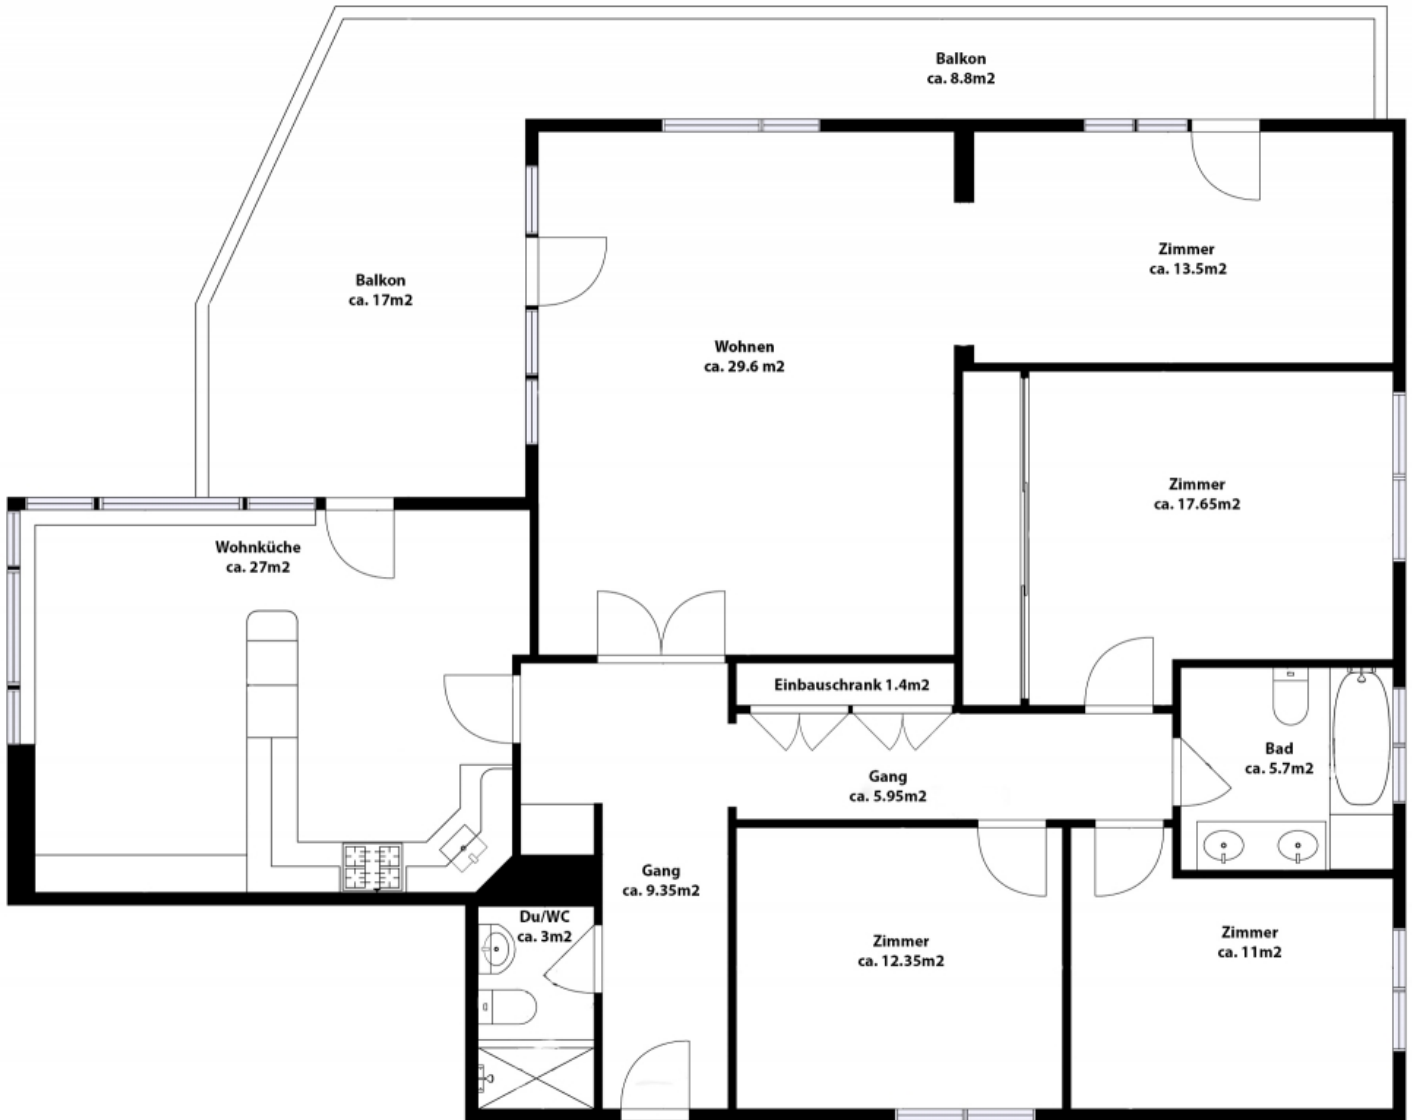 Balkon
ca. 8.8m2
Zimmer
ca. 13.5m2
Balkon
ca. 17m2
Wohnen
ca. 29.6 m2
Zimmer
ca. 17.65m2
Wohnküche
ca. 27m2
Einbauschrank 1.4m2
Bad
ca. 5.7m2
Gang
ca. 5.95m2
Gang
ca. 9.35m2
Du/WC
ca. 3m2
Zimmer
ca. 12.35m2
Zimmer
ca. 11m2